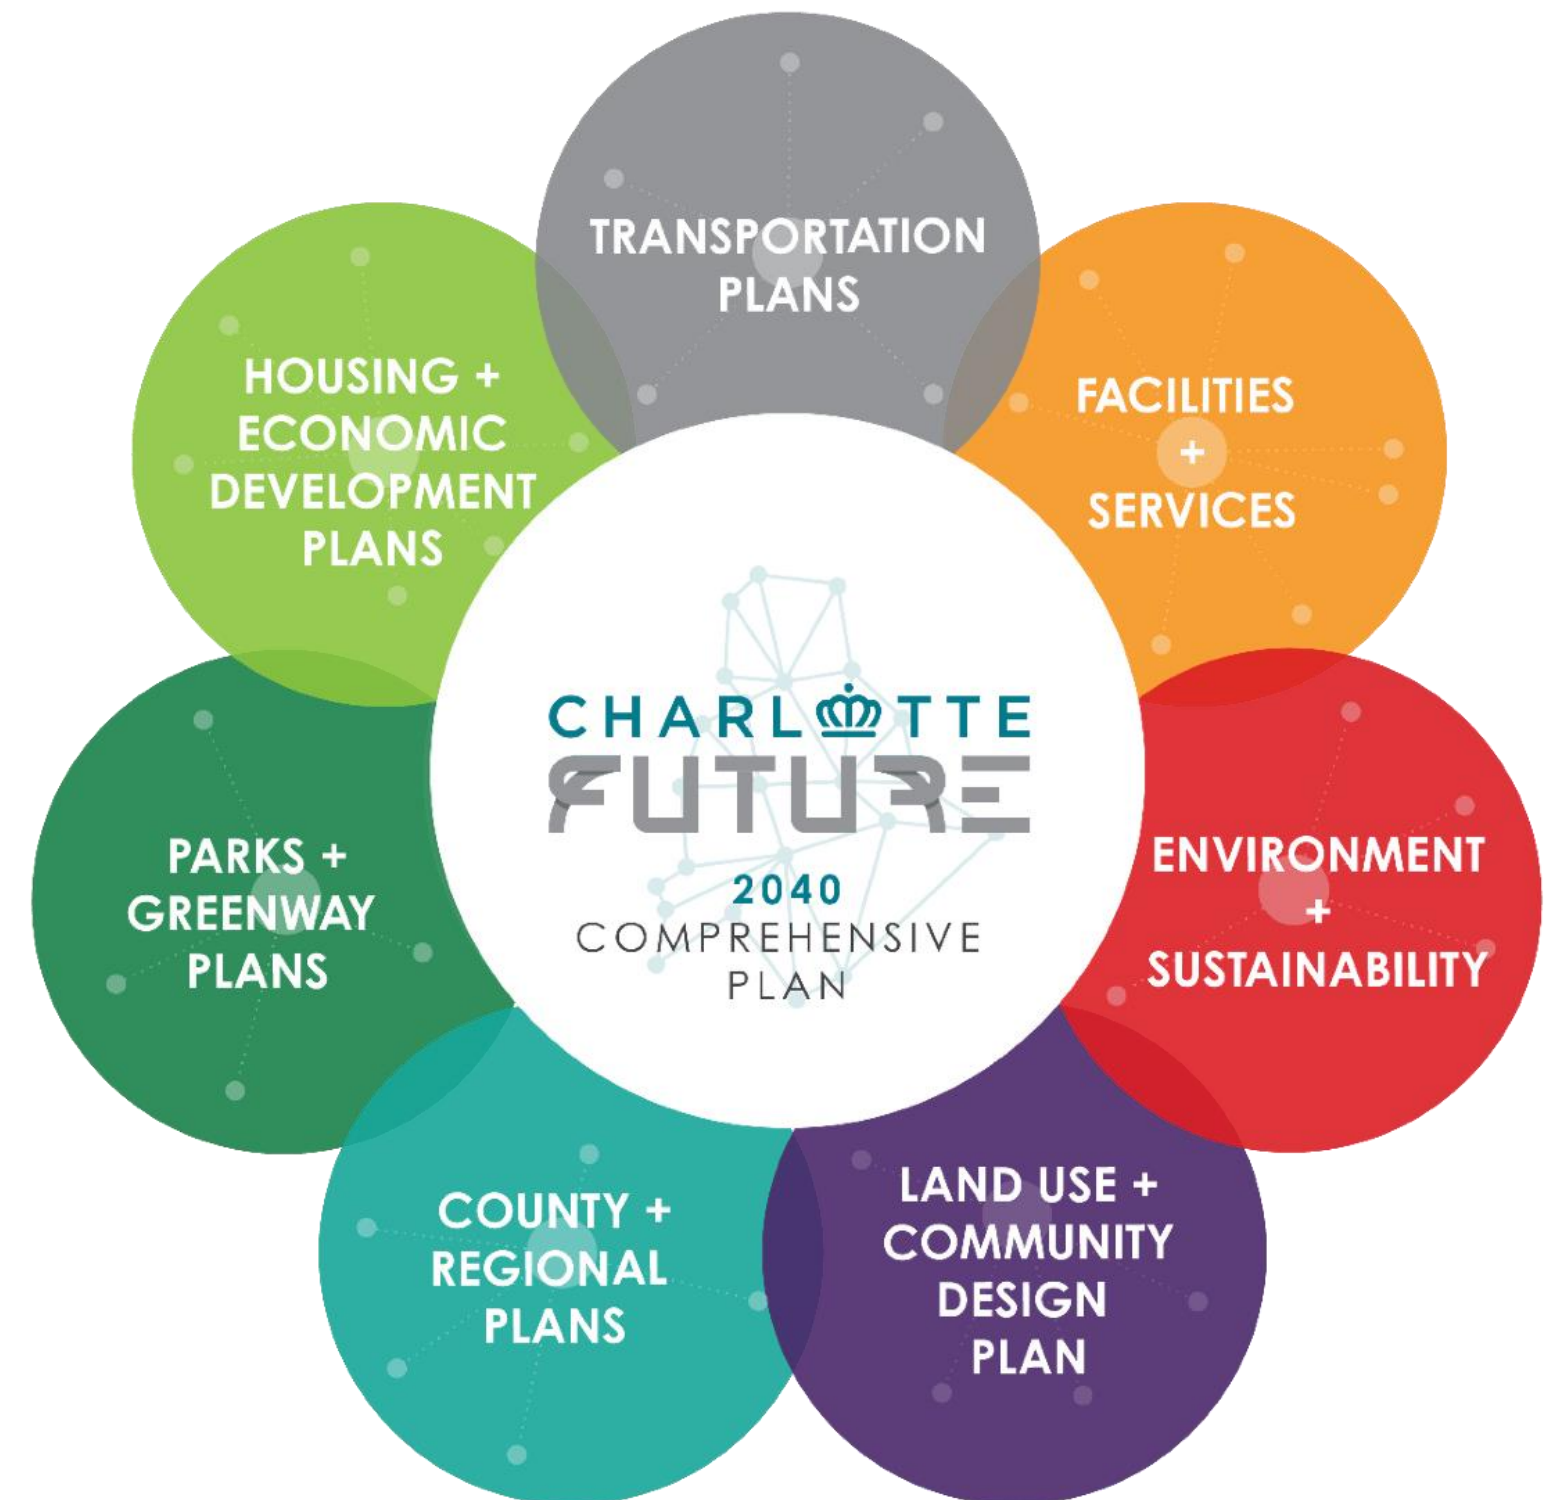 TRANSPORTATION
PLANS
FACILITIES
+
SERVICES
ENVIRONMENT
+
SUSTAINABILITY
LAND USE +
COMMUNITY
DESIGN
PLAN
COUNTY +
REGIONAL
PLANS
PARKS +
GREENWAY
PLANS
HOUSING +
ECONOMIC
DEVELOPMENT
PLANS
CHARLOTTE
FUTURE
2040
COMPREHENSIVE
PLAN